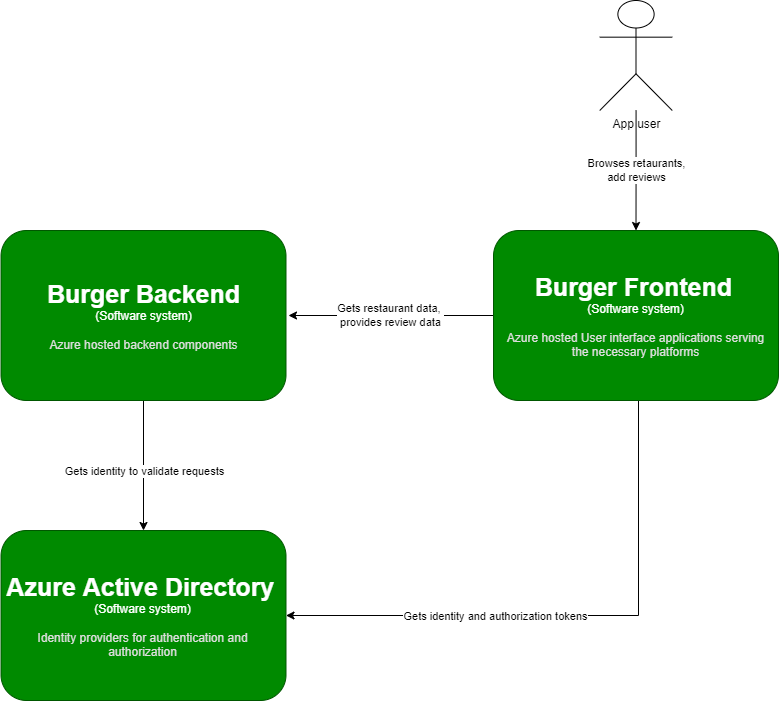 App user
Browses retaurants,
add reviews
Burger Backend
(Software system)
Azure hosted backend components
Gets restaurant data,
provides review data
Burger Frontend
(Software system)
Azure hosted User interface applications serving
the necessary platforms
Gets identity to validate requests
Azure Active Directory
(Software system)
Identity providers for authentication and
authorization
Gets identity and authorization tokens